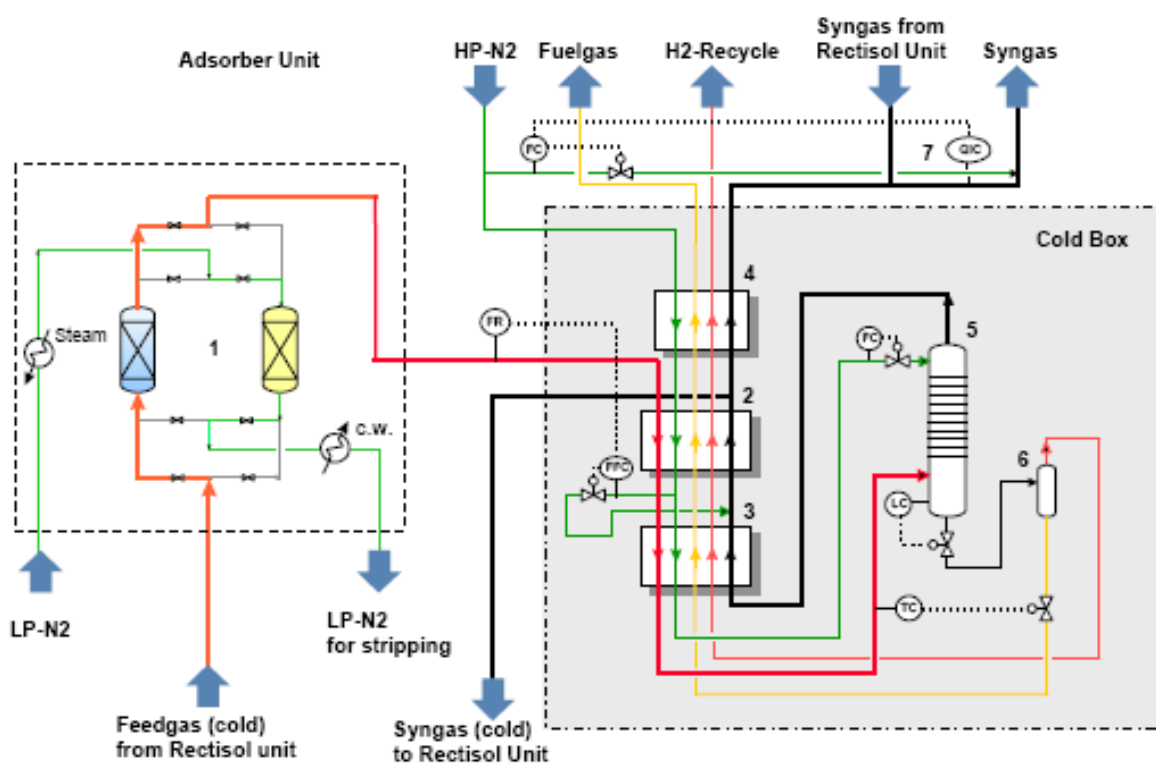 Adsorber Unit
HP-N2
Fuelgas
H2-Recycle
Syngas from
Rectisol Unit
Syngas
FC
7
QIC
Cold Box
4
Steam
1
FR
FC
5
2
C.W.
FFC
6
LC
3
TC
LP-N2
LP-N2
for stripping
Feedgas (cold)
from Rectisol unit
Syngas (cold)
to Rectisol Unit